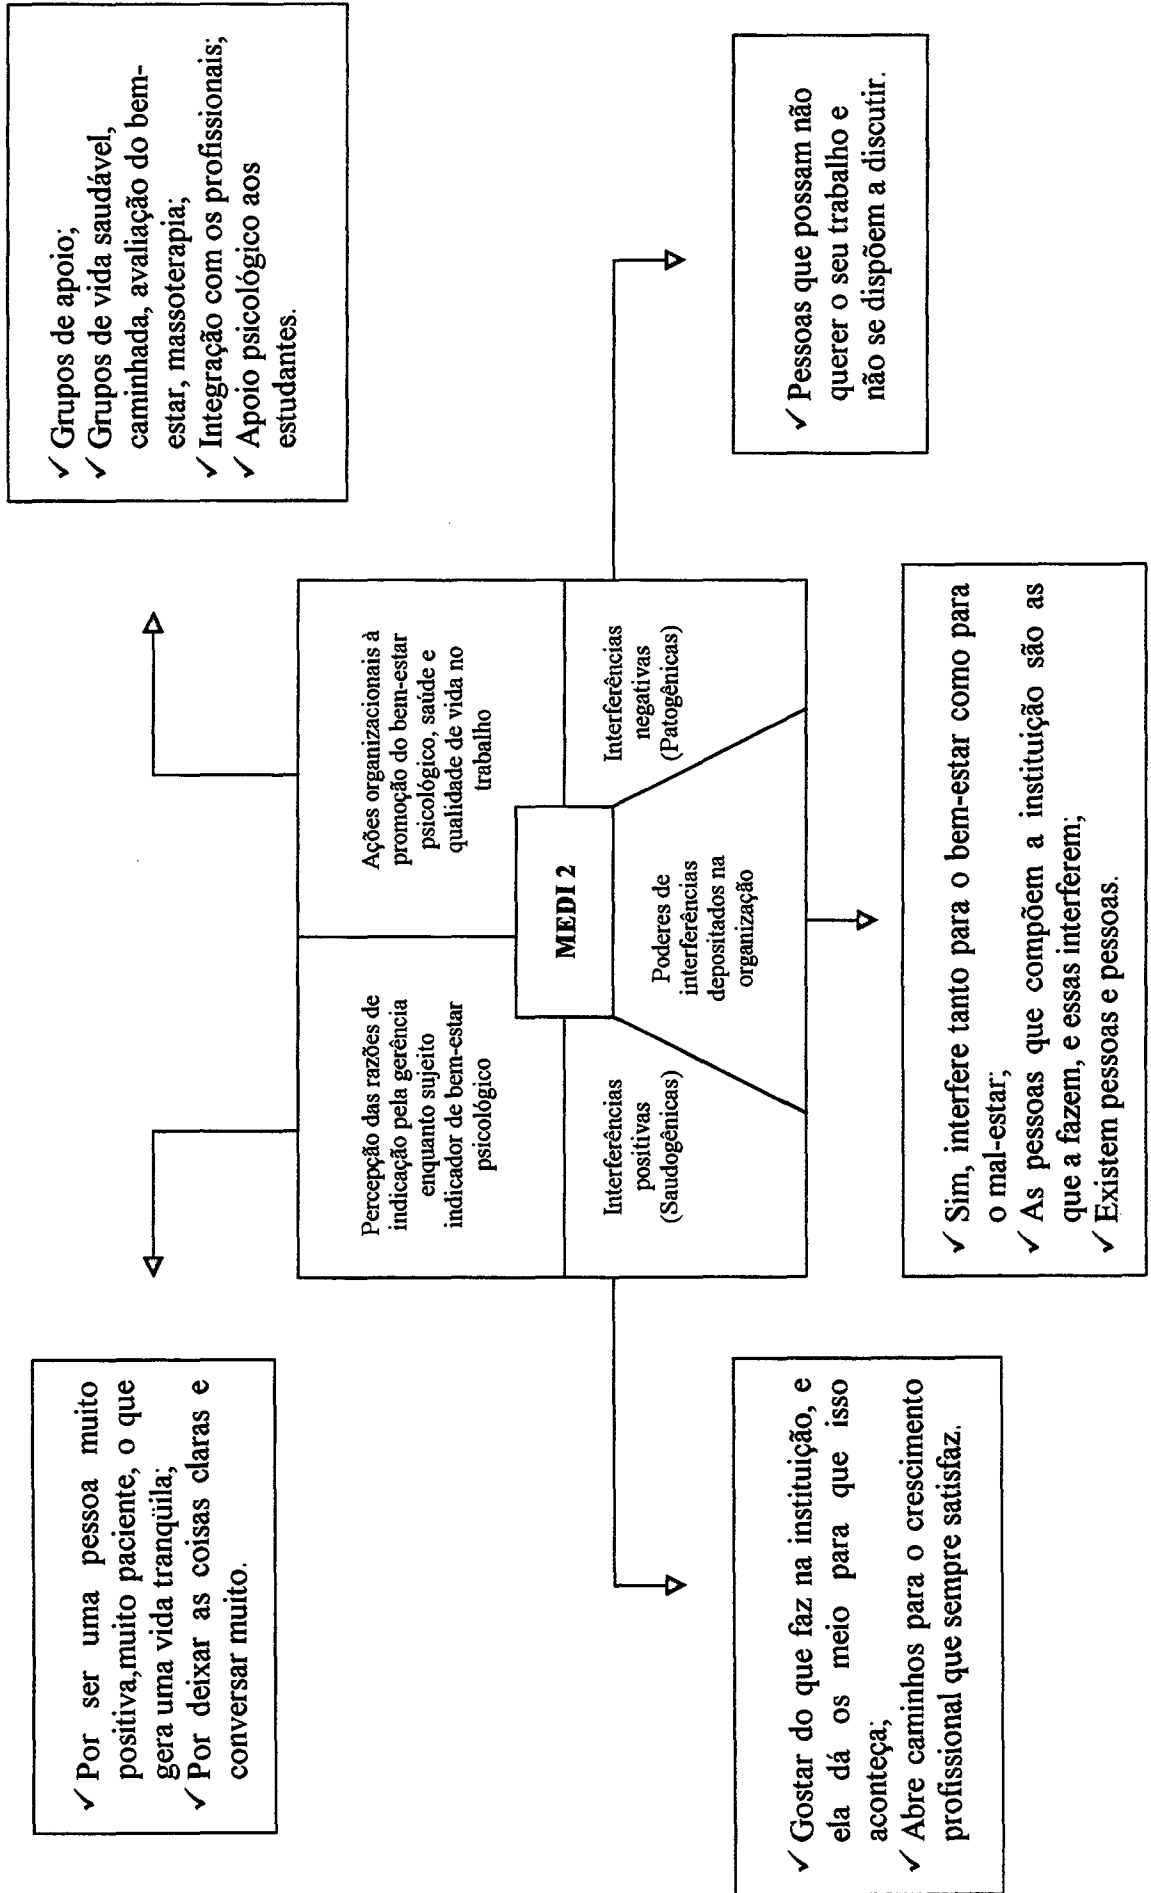 ✓ Por ser uma pessoa muito
positiva,muito paciente, o que
gera uma vida tranqüila;
✓ Por deixar as coisas claras e
conversar muito.
✓ Grupos de apoio;
✓ Grupos de vida saudável,
caminhada, avaliação do bem-
estar, massoterapia;
✓ Integração com os profissionais;
✓ Apoio psicológico aos
estudantes.
Percepção das razões de
indicação pela gerência
enquanto sujeito
indicador de bem-estar
psicológico
Ações organizacionais à
promoção do bem-estar
psicológico, saúde e
qualidade de vida no
trabalho
MEDI 2
Interferências
positivas
(Saudogênicas)
Poderes de
interferências
depositados na
organização
Interferências
negativas
(Patogênicas)
✓ Gostar do que faz na instituição, e
ela dá os meio para que isso
aconteça;
✓ Abre caminhos para o crescimento
profissional que sempre satisfaz.
✓ Sim, interfere tanto para o bem-estar como para
o mal-estar;
✓ As pessoas que compõem a instituição são as
que a fazem, e essas interferem;
✓ Existem pessoas e pessoas.
✓ Pessoas que possam não
querer o seu trabalho e
não se dispõem a discutir.